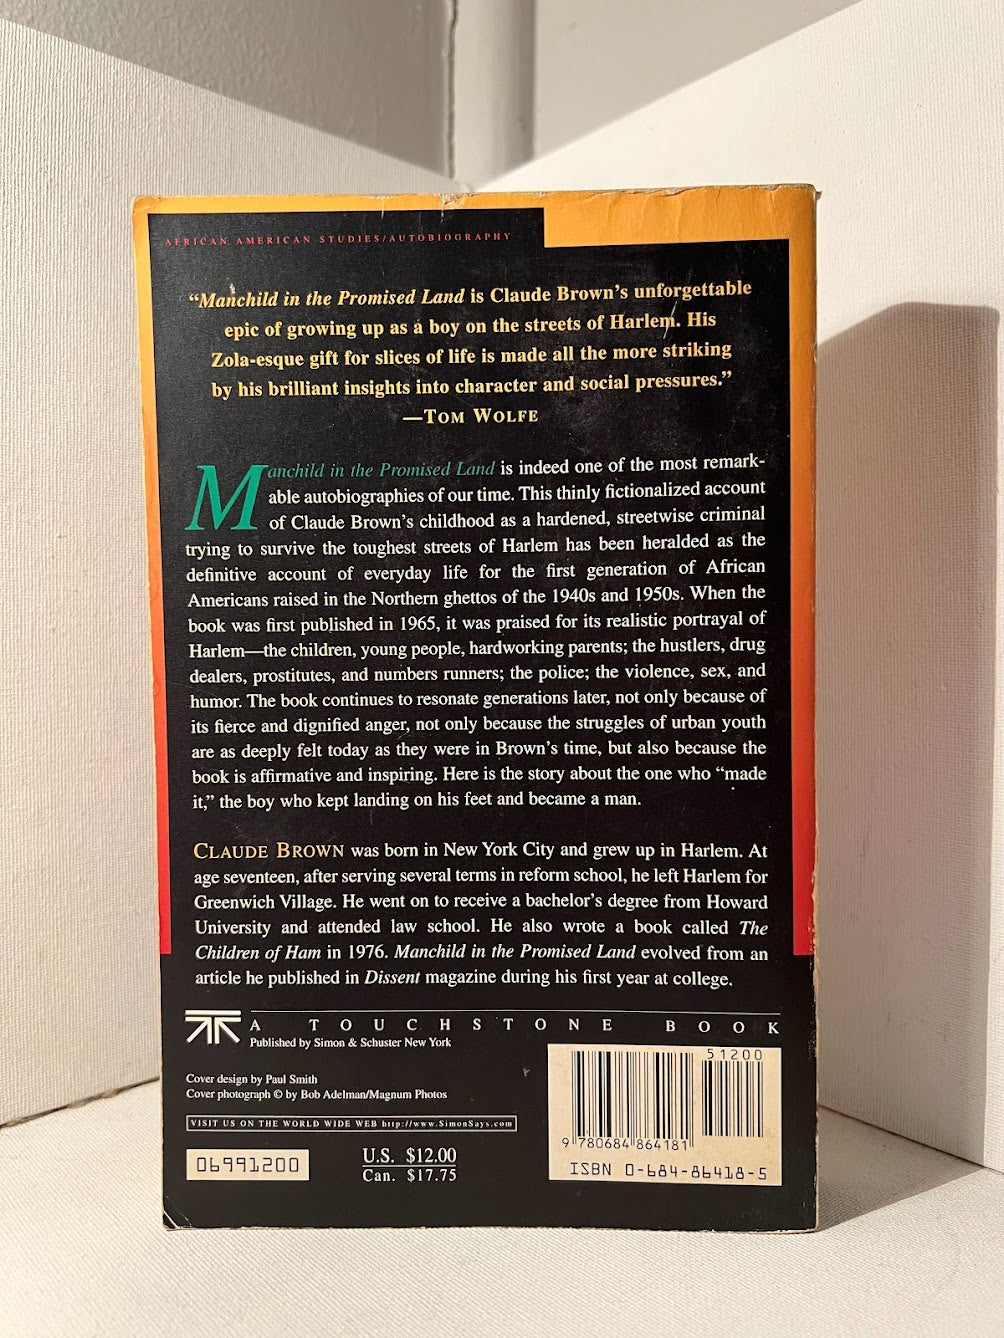 AFRICAN AMERICAN STUDIES/AUTOBIOGRAPHY
“Manchild in the Promised Land is Claude Brown’s unforgettable
epic of growing up as a boy on the streets of Harlem. His
Zola-esque gift for slices of life is made all the more striking
by his brilliant insights into character and social pressures.”
—TOM WOLFE
Manchild in the Promised Land is indeed one of the most remark-
able autobiographies of our time. This thinly fictionalized account
of Claude Brown’s childhood as a hardened, streetwise criminal
trying to survive the toughest streets of Harlem has been heralded as the
definitive account of everyday life for the first generation of African
Americans raised in the Northern ghettos of the 1940s and 1950s. When the
book was first published in 1965, it was praised for its realistic portrayal of
Harlem—the children, young people, hardworking parents; the hustlers, drug
dealers, prostitutes, and numbers runners; the police; the violence, sex, and
humor. The book continues to resonate generations later, not only because of
its fierce and dignified anger, not only because the struggles of urban youth
are as deeply felt today as they were in Brown’s time, but also because the
book is affirmative and inspiring. Here is the story about the one who “made
it,” the boy who kept landing on his feet and became a man.
CLAUDE BROWN was born in New York City and grew up in Harlem. At
age seventeen, after serving several terms in reform school, he left Harlem for
Greenwich Village. He went on to receive a bachelor’s degree from Howard
University and attended law school. He also wrote a book called The
Children of Ham in 1976. Manchild in the Promised Land evolved from an
article he published in Dissent magazine during his first year at college.
A TOUCHSTONE BOOK
Published by Simon & Schuster New York
Cover design by Paul Smith
Cover photograph © by Bob Adelman/Magnum Photos
VISIT US ON THE WORLD WIDE WEB http://www.SimonSays.com
06991200
U.S. $12.00
Can. $17.75
51200
9 780684 864181
ISBN 0-684-86418-5